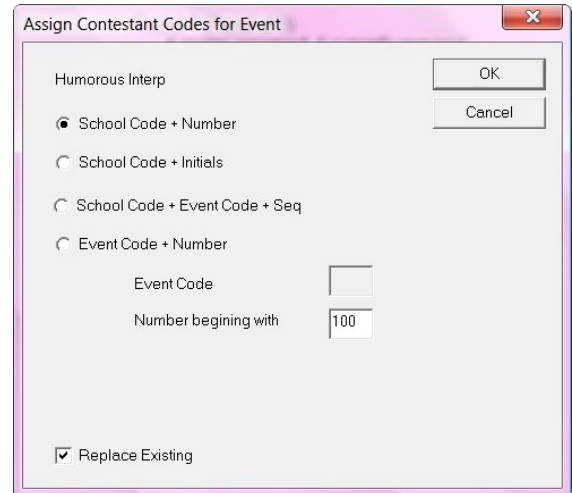 Assign Contestant Codes for Event
Humorous Interp
OK
School Code + Number
Cancel
School Code + Initials
School Code + Event Code + Seq
Event Code + Number
Event Code
Number begining with 100
Replace Existing